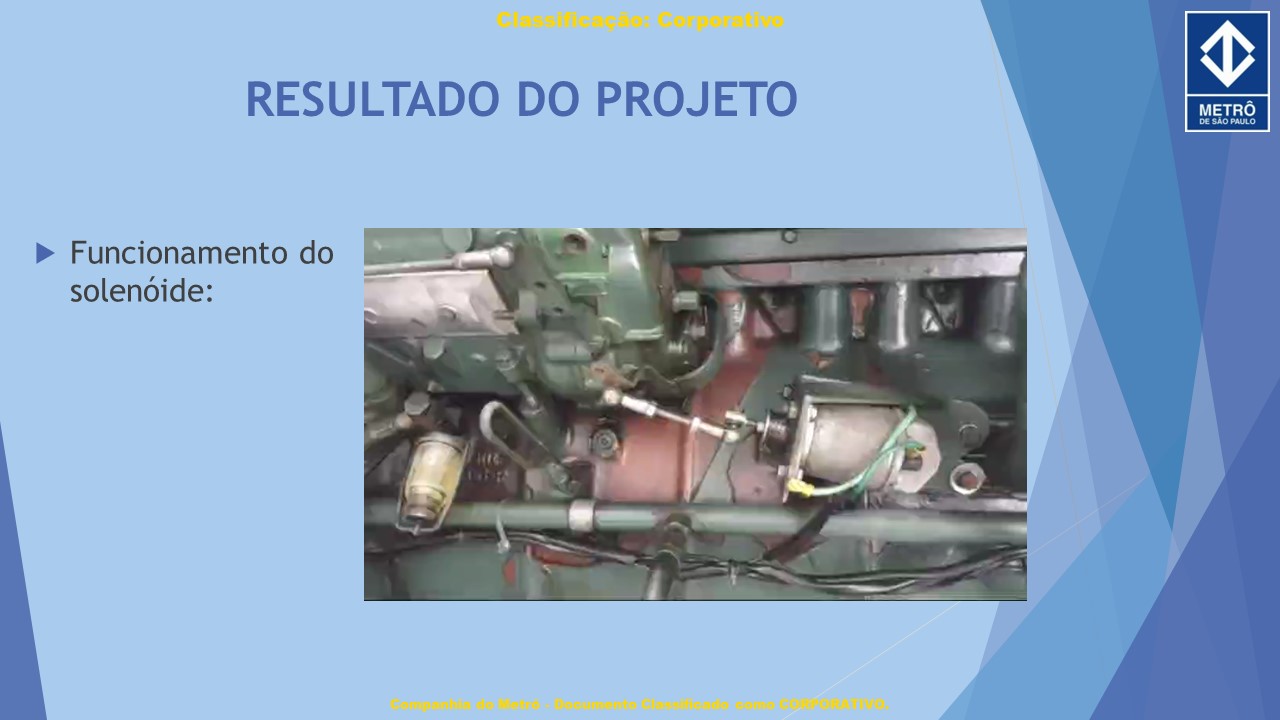 Classificação: Corporativo
METRÔ
DE SÃO PAULO
RESULTADO DO PROJETO
Funcionamento do
solenóide:
Companhia do Metrô - Documento Classificado como CORPORATIVO.